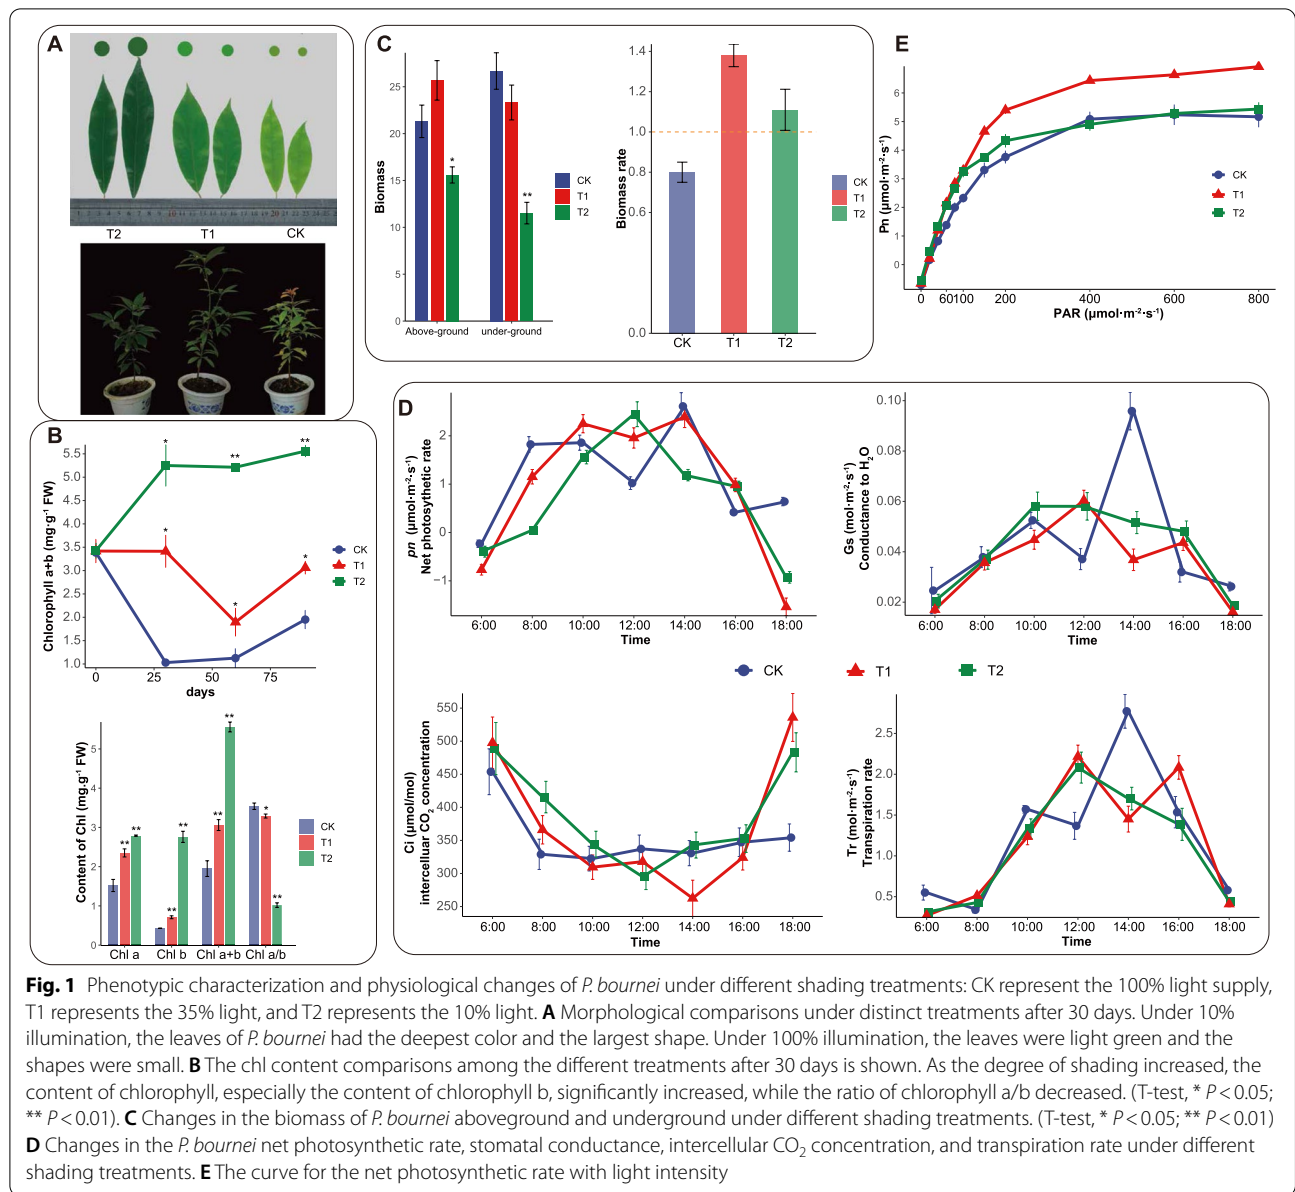 A
T2
T1
CK
B
Chlorophyll a+b (mg·g⁻¹ FW)
5.5
5.0
3.5
3.0
2.0
1.5
1.0
*
**
**
*
*
*
CK
T1
T2
0
25
50
75
days
Content of Chl (mg.g⁻¹ FW)
5
3
1
0
** **
**
**
**
**
*
**
CK
T1
T2
Chl a
Chl b
Chl a+b
Chl a/b
C
Biomass
25
20
15
10
5
0
*
**
CK
T1
T2
Above-ground
under-ground
Biomass rate
1.4
1.0
0.8
0.6
0.0
CK
T1
T2
CK
T1
T2
E
Pn (μmol·m⁻²·s⁻¹)
6
5
4
3
2
1
0
CK
T1
T2
0
60
100
200
400
600
800
PAR (μmol·m⁻²·s⁻¹)
D
pn (μmol·m⁻²·s⁻¹)
Net photosythetic rate
2
1
0
−1
6:00
8:00
10:00
12:00
14:00
16:00
18:00
Time
Gs (mol·m⁻²·s⁻¹)
Conductance to H₂O
0.10
0.08
0.06
0.04
0.02
6:00
8:00
10:00
12:00
14:00
16:00
18:00
Time
CK
T1
T2
Ci (μmol/mol)
intercelluar CO₂ concentration
550
500
450
400
350
300
250
6:00
8:00
10:00
12:00
14:00
16:00
18:00
Time
Tr (mol·m⁻²·s⁻¹)
Transpiration rate
2.5
2.0
1.5
0.5
6:00
8:00
10:00
12:00
14:00
16:00
18:00
Time
Fig. 1 Phenotypic characterization and physiological changes of P. bournei under different shading treatments: CK represent the 100% light supply,
T1 represents the 35% light, and T2 represents the 10% light. A Morphological comparisons under distinct treatments after 30 days. Under 10%
illumination, the leaves of P. bournei had the deepest color and the largest shape. Under 100% illumination, the leaves were light green and the
shapes were small. B The chl content comparisons among the different treatments after 30 days is shown. As the degree of shading increased, the
content of chlorophyll, especially the content of chlorophyll b, significantly increased, while the ratio of chlorophyll a/b decreased. (T-test, * P < 0.05;
** P < 0.01). C Changes in the biomass of P. bournei aboveground and underground under different shading treatments. (T-test, * P < 0.05; ** P < 0.01)
D Changes in the P. bournei net photosynthetic rate, stomatal conductance, intercellular CO₂ concentration, and transpiration rate under different
shading treatments. E The curve for the net photosynthetic rate with light intensity